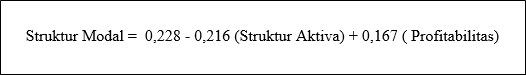 Struktur Modal = 0,228 - 0,216 (Struktur Aktiva) + 0,167 ( Profitabilitas)